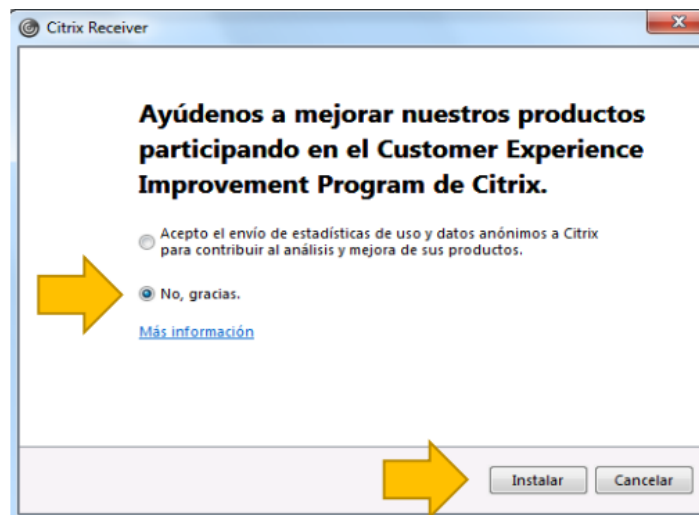 Citrix Receiver
Ayúdenos a mejorar nuestros productos
participando en el Customer Experience
Improvement Program de Citrix.
Acepto el envío de estadísticas de uso y datos anónimos a Citrix
para contribuir al análisis y mejora de sus productos.
No, gracias.
Más información
Instalar Cancelar